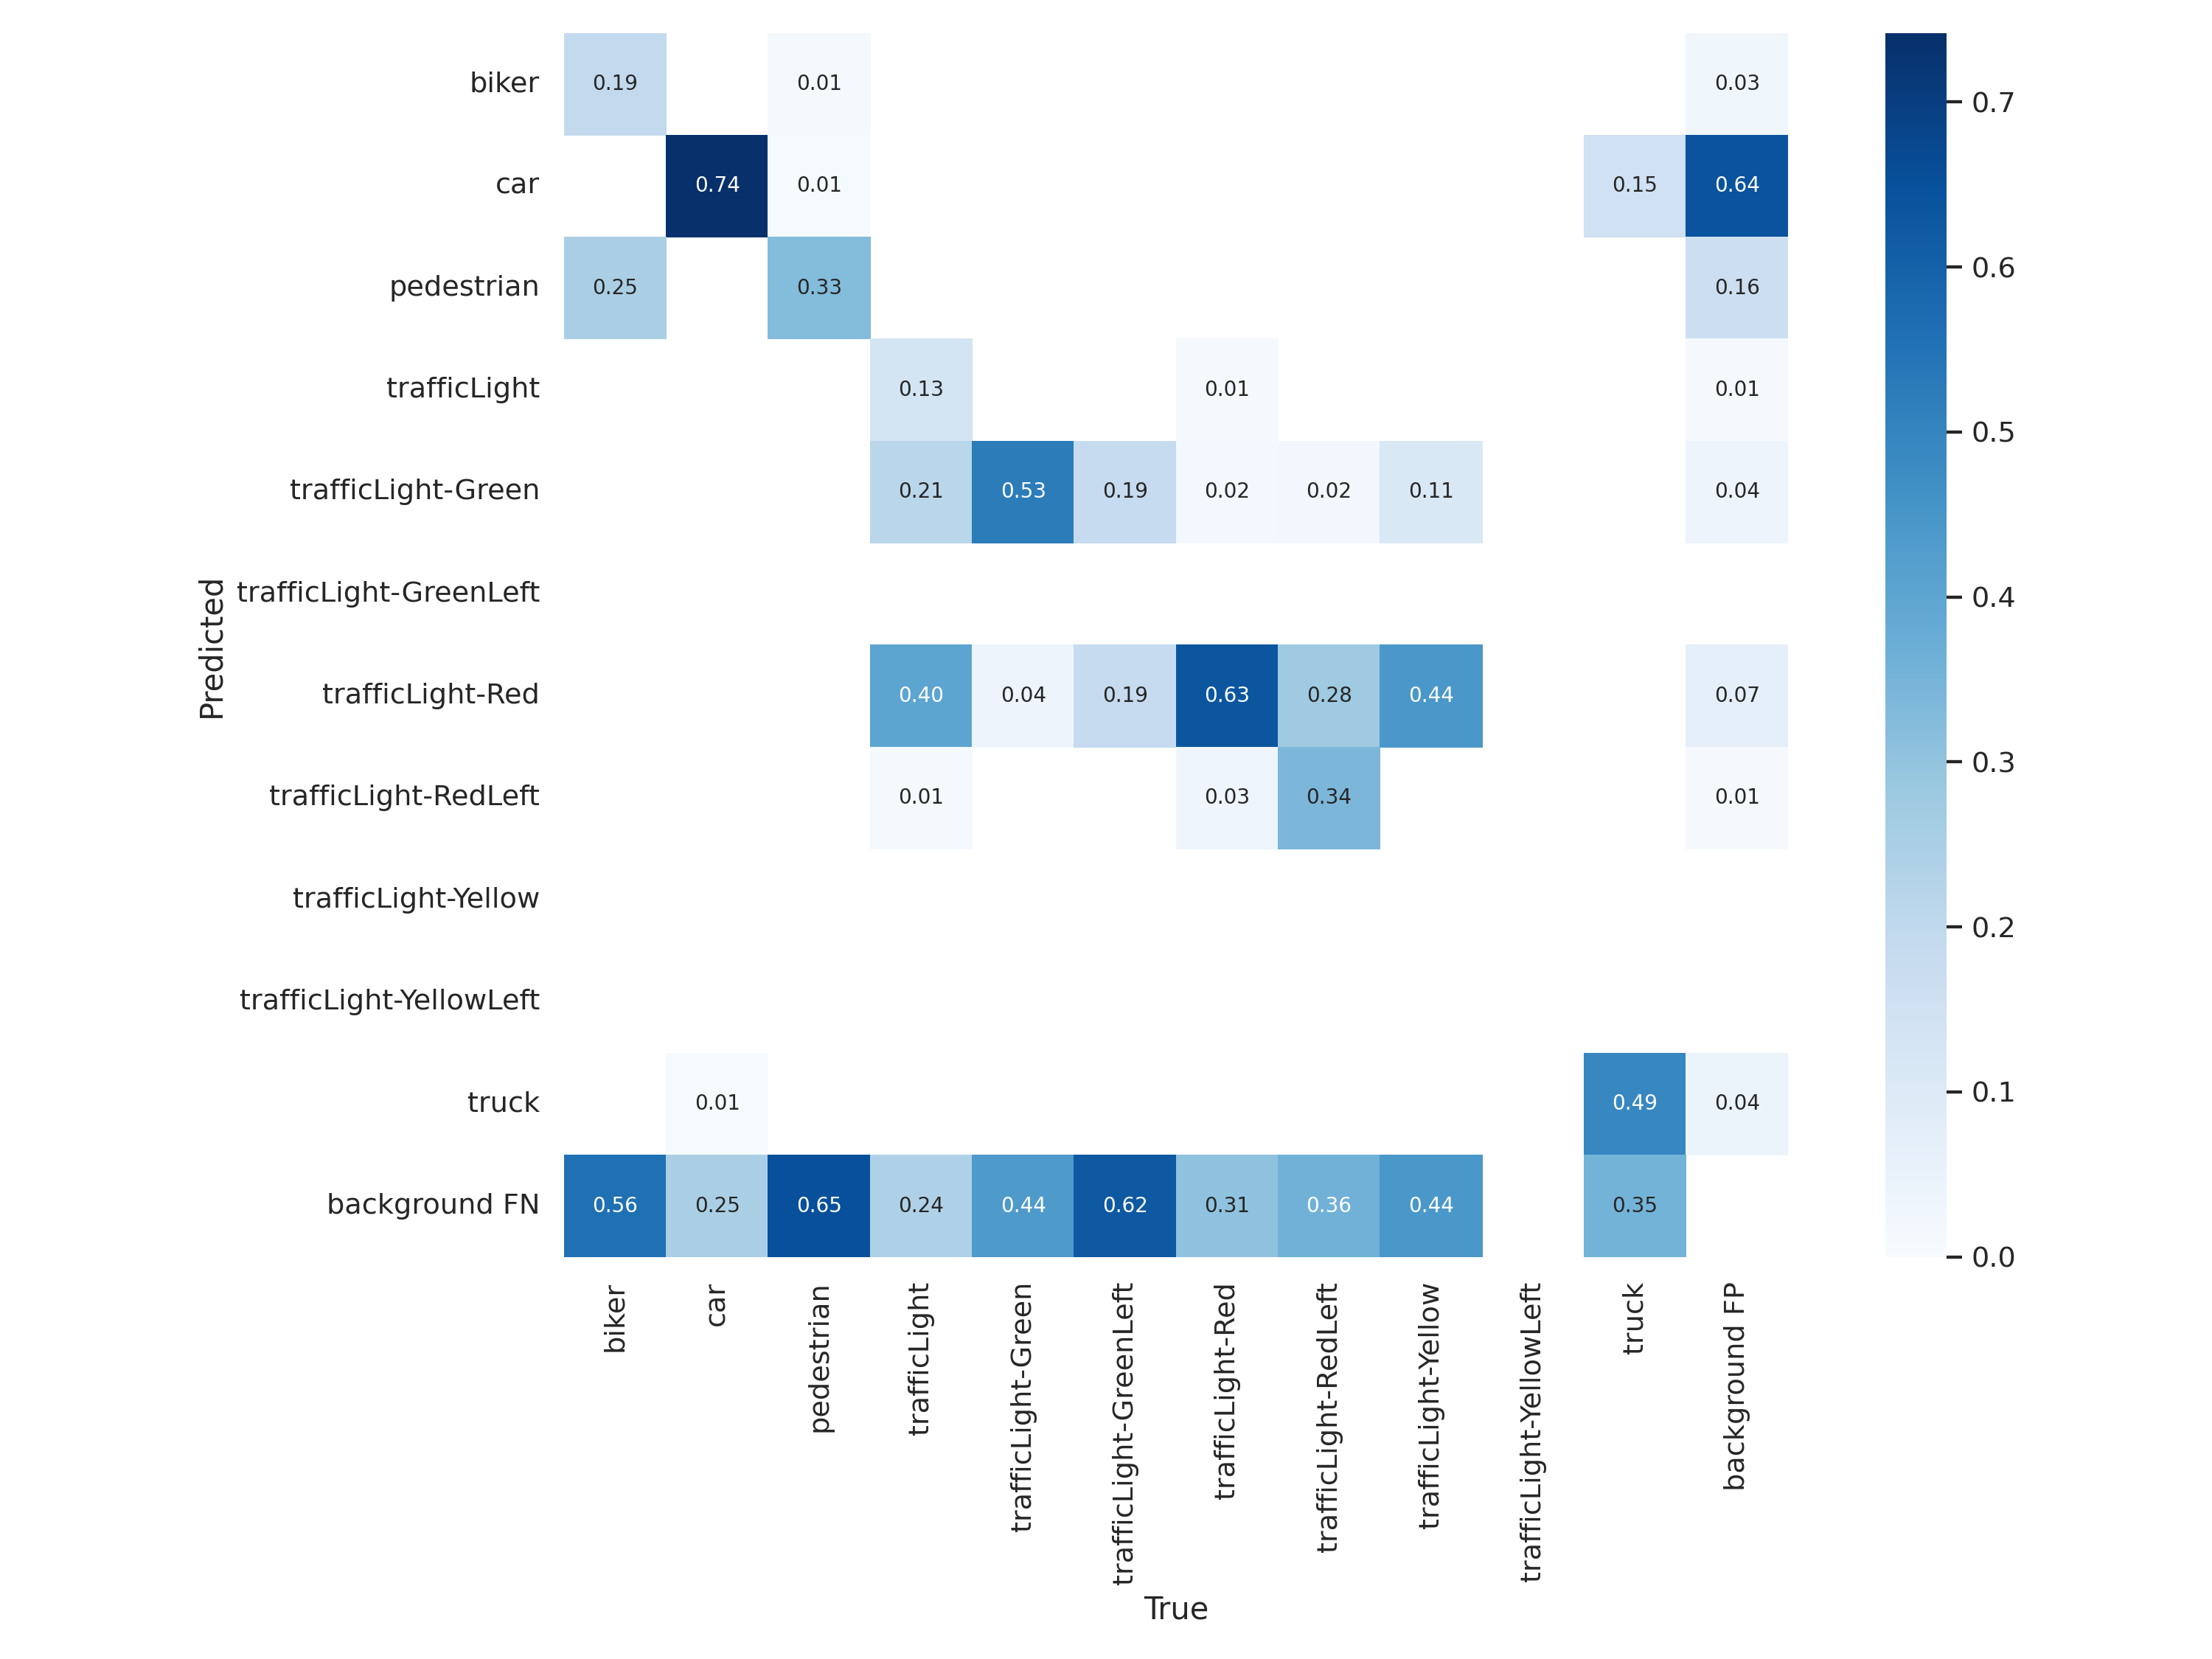 biker 0.19 0.01 0.03
car 0.74 0.01 0.15 0.64
pedestrian 0.25 0.33 0.16
trafficLight 0.13 0.01 0.01
trafficLight-Green 0.21 0.53 0.19 0.02 0.02 0.11 0.04
trafficLight-GreenLeft
trafficLight-Red 0.40 0.04 0.19 0.63 0.28 0.44 0.07
trafficLight-RedLeft 0.01 0.03 0.34 0.01
trafficLight-Yellow
trafficLight-YellowLeft
truck 0.01 0.49 0.04
background FN 0.56 0.25 0.65 0.24 0.44 0.62 0.31 0.36 0.44 0.35
Predicted
biker
car
pedestrian
trafficLight
trafficLight-Green
trafficLight-GreenLeft
trafficLight-Red
trafficLight-RedLeft
trafficLight-Yellow
trafficLight-YellowLeft
truck
background FP
True
0.7
0.6
0.5
0.4
0.3
0.2
0.1
0.0